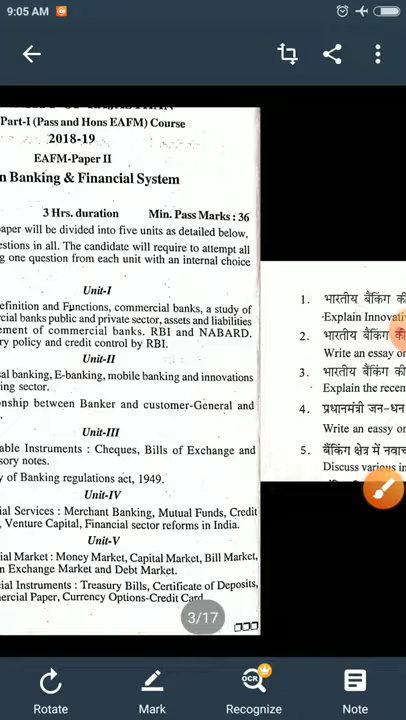 9:05 AM
Part-I (Pass and Hons EAFM) Course
2018-19
EAFM-Paper II
Banking & Financial System
3 Hrs. duration Min. Pass Marks : 36
aper will be divided into five units as detailed below.
estions in all. The candidate will require to attempt all
ng one question from each unit with an internal choice
Unit-I
efinition and Functions, commercial banks, a study of
cial banks public and private sector, assets and liabilities
ement of commercial banks. RBI and NABARD.
ry policy and credit control by RBI.
Unit-II
sal banking, E-banking, mobile banking and innovations
ing sector.
onship between Banker and customer-General and
Unit-III
able Instruments : Cheques, Bills of Exchange and
sory notes.
y of Banking regulations act, 1949.
Unit-IV
ial Services : Merchant Banking, Mutual Funds, Credit
, Venture Capital, Financial sector reforms in India.
Unit-V
ial Market : Money Market, Capital Market, Bill Market,
n Exchange Market and Debt Market.
cial Instruments : Treasury Bills, Certificate of Deposits,
ercial Paper, Currency Options-Credit Card
1. भारतीय बैंकिंग की
Explain Innovati
2. भारतीय बैंकिंग की
Write an essay o
3. भारतीय बैंकिंग की
Explain the recen
4. प्रधानमंत्री जन-धन
Write an eassy o
5. बैंकिंग क्षेत्र में नवाच
Discuss various i
3/17
Rotate
Mark
OCR
Recognize
Note